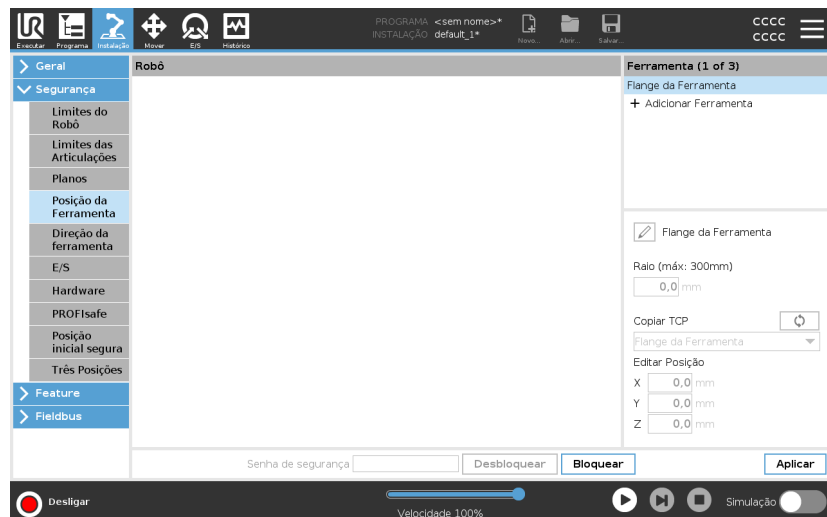 PROGRAMA <sem nome>*
INSTALAÇÃO default_1*
Executar
Programa
Instalação
Mover
E/S
Histórico
Novo...
Abrir...
Salvar...
cccc
cccc
Geral
Segurança
Limites do
Robô
Limites das
Articulações
Planos
Posição da
Ferramenta
Direção da
ferramenta
E/S
Hardware
PROFIsafe
Posição
inicial segura
Três Posições
Feature
Fieldbus
Robô
Ferramenta (1 of 3)
Flange da Ferramenta
+ Adicionar Ferramenta
Flange da Ferramenta
Raio (máx: 300mm)
0,0 mm
Copiar TCP
Flange da Ferramenta
Editar Posição
X 0,0 mm
Y 0,0 mm
Z 0,0 mm
Senha de segurança
Desbloquear
Bloquear
Aplicar
Desligar
Velocidade 100%
Simulação